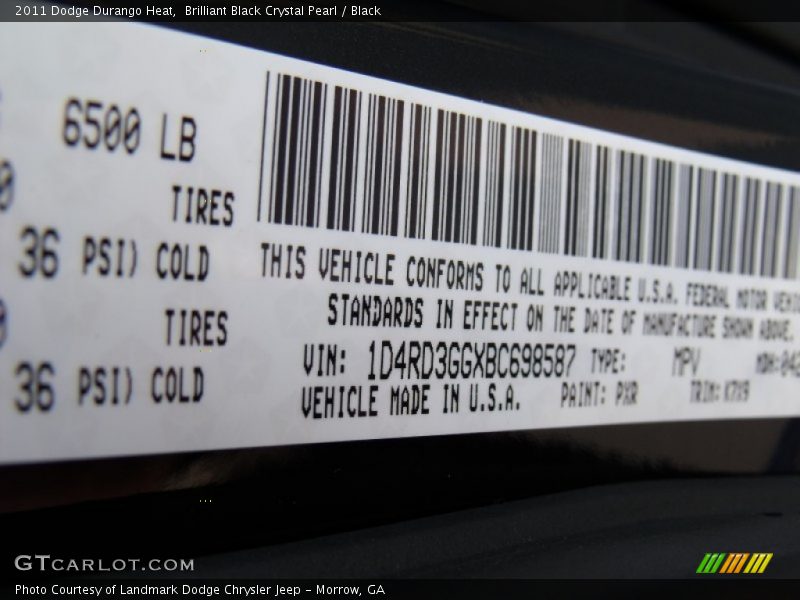 2011 Dodge Durango Heat, Brilliant Black Crystal Pearl / Black
6500 LB
TIRES
36 PSI) COLD
TIRES
36 PSI) COLD
THIS VEHICLE CONFORMS TO ALL APPLICABLE U.S.A. FEDERAL MOTOR
STANDARDS IN EFFECT ON THE DATE OF MANUFACTURE SHOWN ABOVE.
VIN: 1D4RD3GGXBC698587 TYPE: MPV MDH:
VEHICLE MADE IN U.S.A. PAINT: PXR TRIM: K7X9
GTCARLOT.COM
Photo Courtesy of Landmark Dodge Chrysler Jeep - Morrow, GA